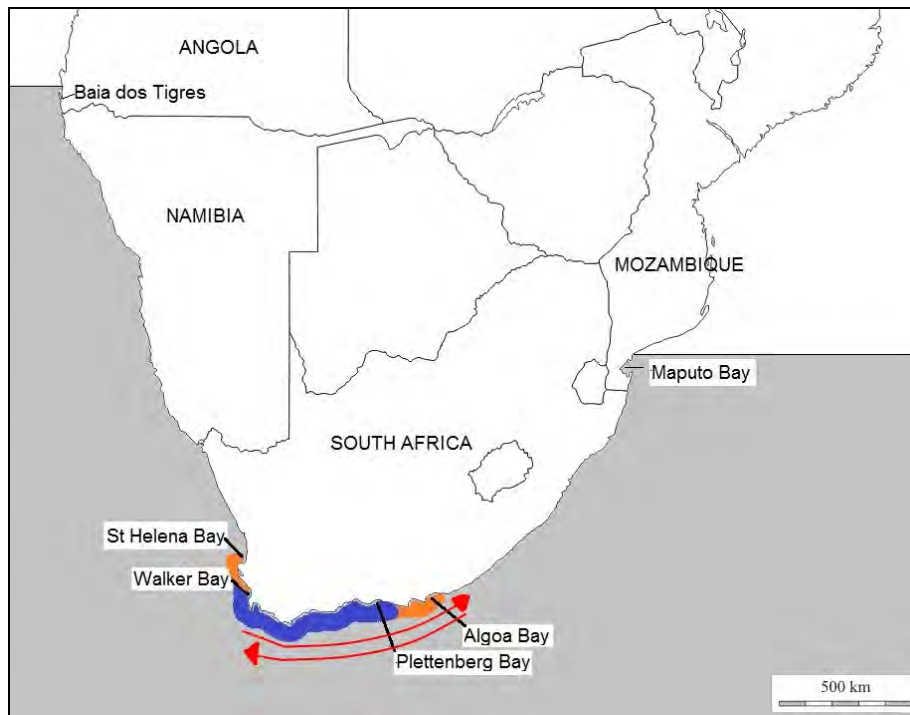 ANGOLA
Baia dos Tigres
NAMIBIA
MOZAMBIQUE
Maputo Bay
SOUTH AFRICA
St Helena Bay
Walker Bay
Algoa Bay
Plettenberg Bay
500 km